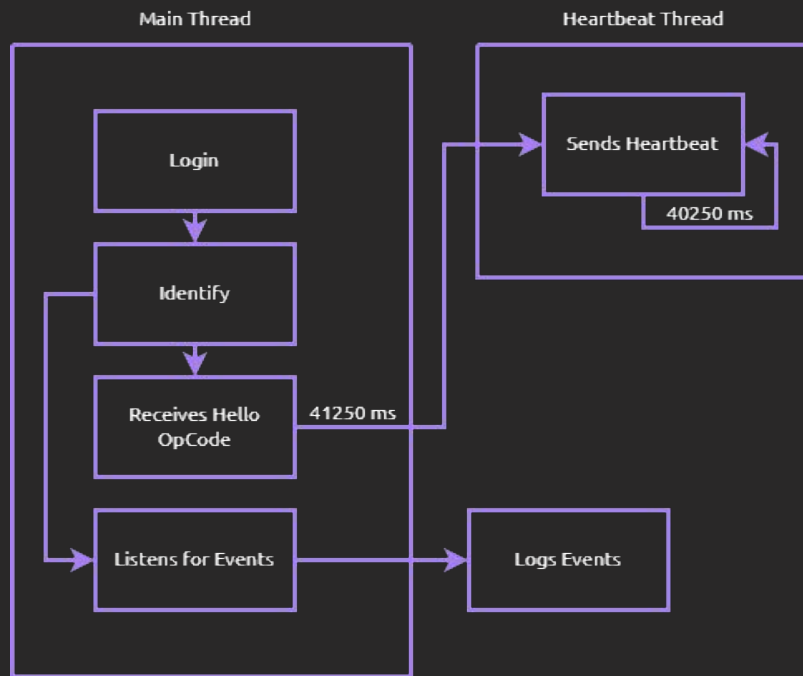 Main Thread
Heartbeat Thread
Login
Sends Heartbeat
40250 ms
Identify
Receives Hello
OpCode
41250 ms
Listens for Events
Logs Events